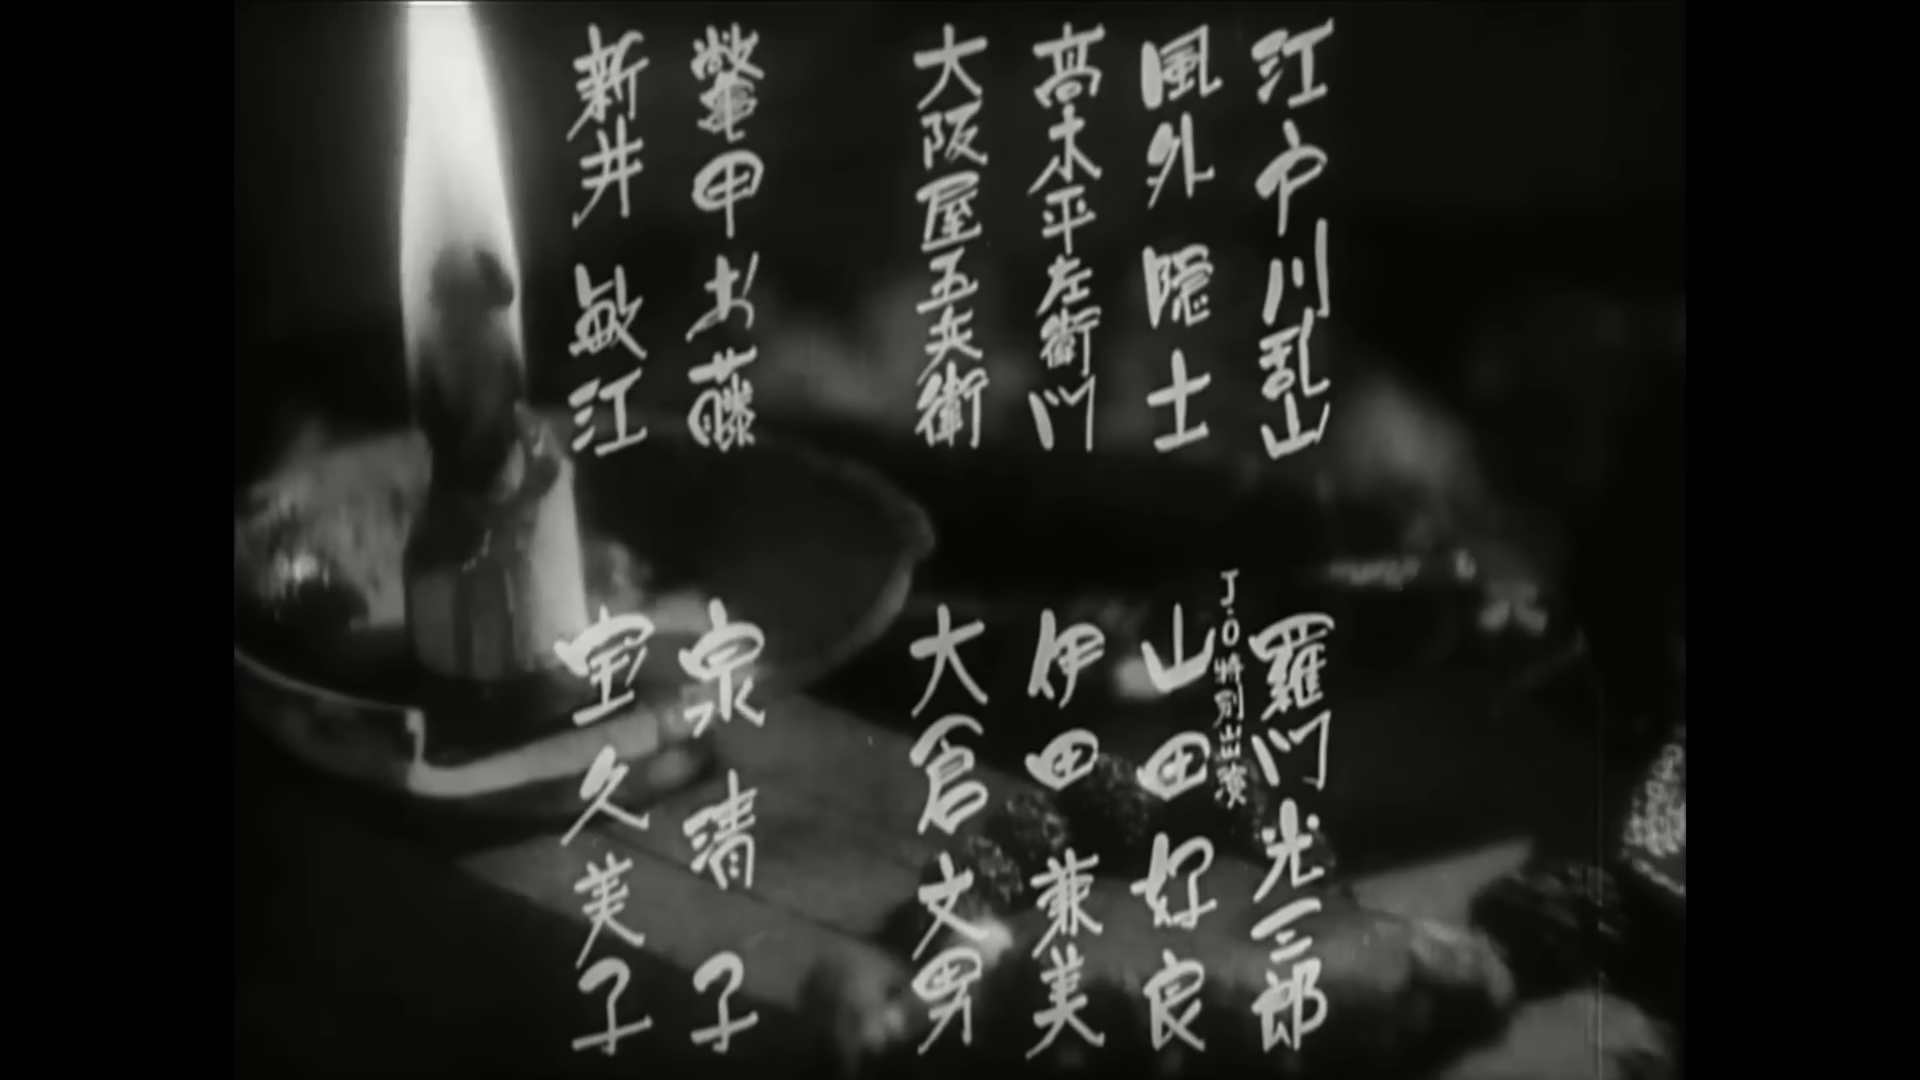 江戸川乱山
羅門光三郎
風外隠士
J.O特別出演
山田好良
高木平左衛門
伊田兼美
大阪屋五兵衛
大倉文男
鼈甲お藤
泉清子
新井敏江
宝久美子